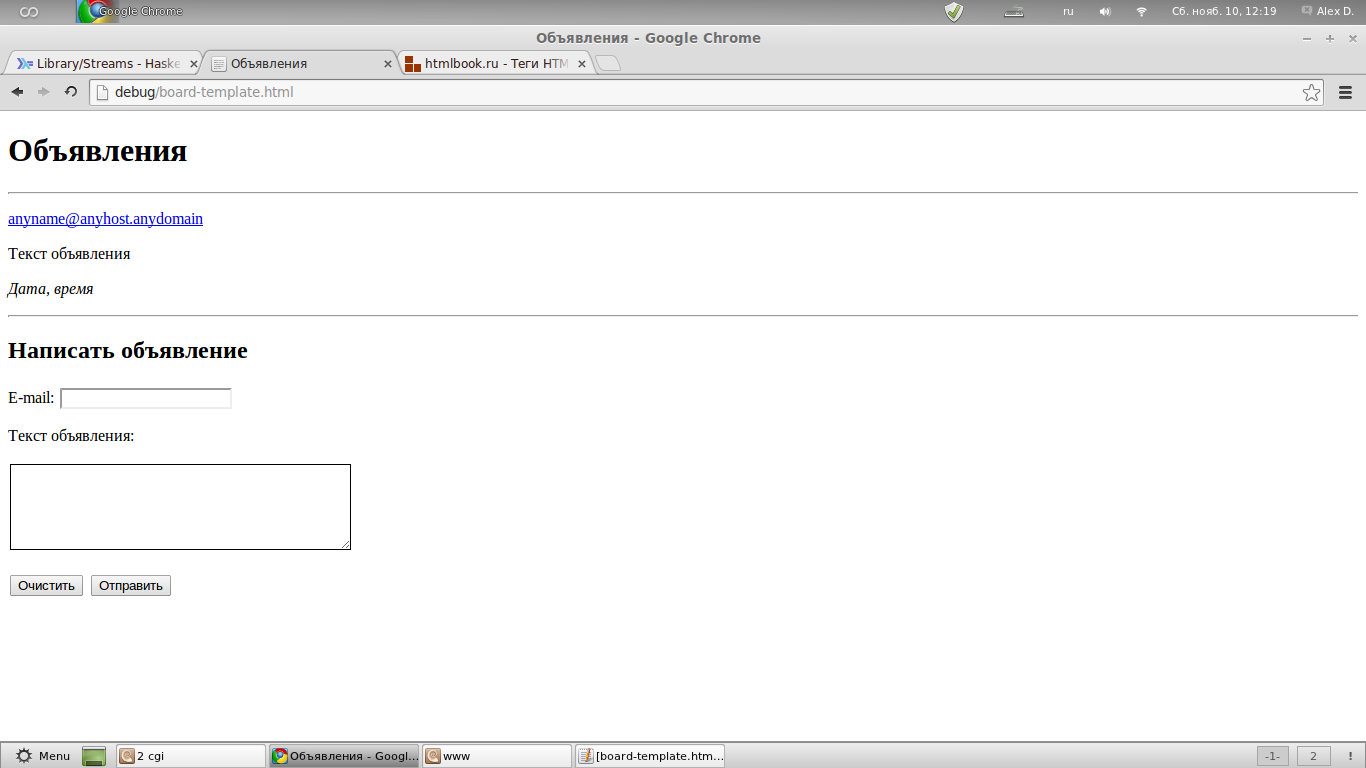 Google Chrome
ru
Сб. нояб. 10, 12:19
Alex D.
Объявления - Google Chrome
Library/Streams - Haske
Объявления
htmlbook.ru - Теги HTM
debug/board-template.html
Объявления
anyname@anyhost.anydomain
Текст объявления
Дата, время
Написать объявление
E-mail:
Текст объявления:
Очистить Отправить
Menu
2 cgi
Объявления - Googl...
www
[board-template.htm...
-1-
2
!